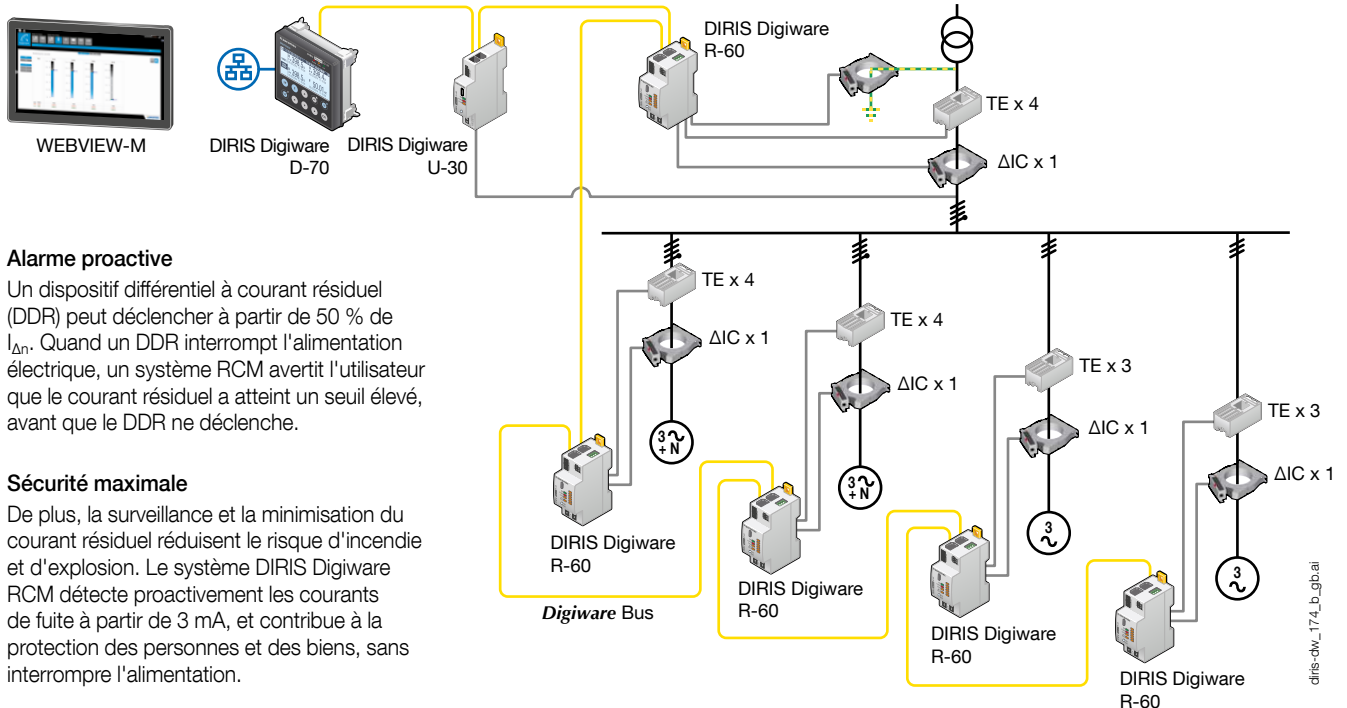 WEBVIEW-M
DIRIS Digiware
D-70
DIRIS Digiware
U-30
DIRIS Digiware
R-60
TE x 4
ΔIC x 1
Alarme proactive
Un dispositif différentiel à courant résiduel
(DDR) peut déclencher à partir de 50 % de
IΔn. Quand un DDR interrompt l'alimentation
électrique, un système RCM avertit l'utilisateur
que le courant résiduel a atteint un seuil élevé,
avant que le DDR ne déclenche.
Sécurité maximale
De plus, la surveillance et la minimisation du
courant résiduel réduisent le risque d'incendie
et d'explosion. Le système DIRIS Digiware
RCM détecte proactivement les courants
de fuite à partir de 3 mA, et contribue à la
protection des personnes et des biens, sans
interrompre l'alimentation.
TE x 4
ΔIC x 1
3
+ N
DIRIS Digiware
R-60
Digiware Bus
TE x 4
ΔIC x 1
3
+ N
DIRIS Digiware
R-60
TE x 3
ΔIC x 1
3
DIRIS Digiware
R-60
TE x 3
ΔIC x 1
3
DIRIS Digiware
R-60
diris-dw_174_b_gb.ai